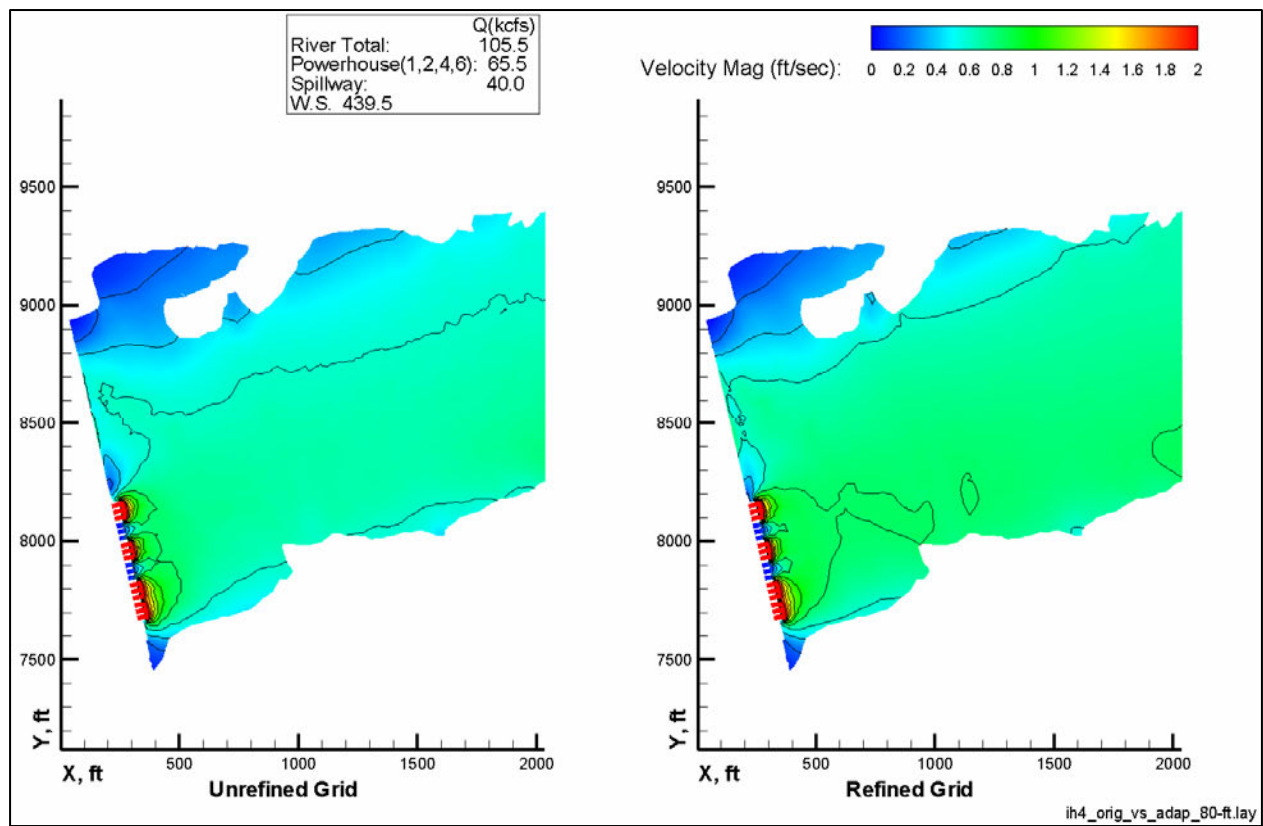 Q(kcfs)
River Total: 105.5
Powerhouse(1,2,4,6): 65.5
Spillway: 40.0
W.S. 439.5
Velocity Mag (ft/sec): 0 0.2 0.4 0.6 0.8 1 1.2 1.4 1.6 1.8 2
9500
9000
8500
8000
7500
Y, ft
X, ft
500 1000 1500 2000
Unrefined Grid
9500
9000
8500
8000
7500
Y, ft
X, ft
500 1000 1500 2000
Refined Grid
ih4_orig_vs_adap_80-ft.lay